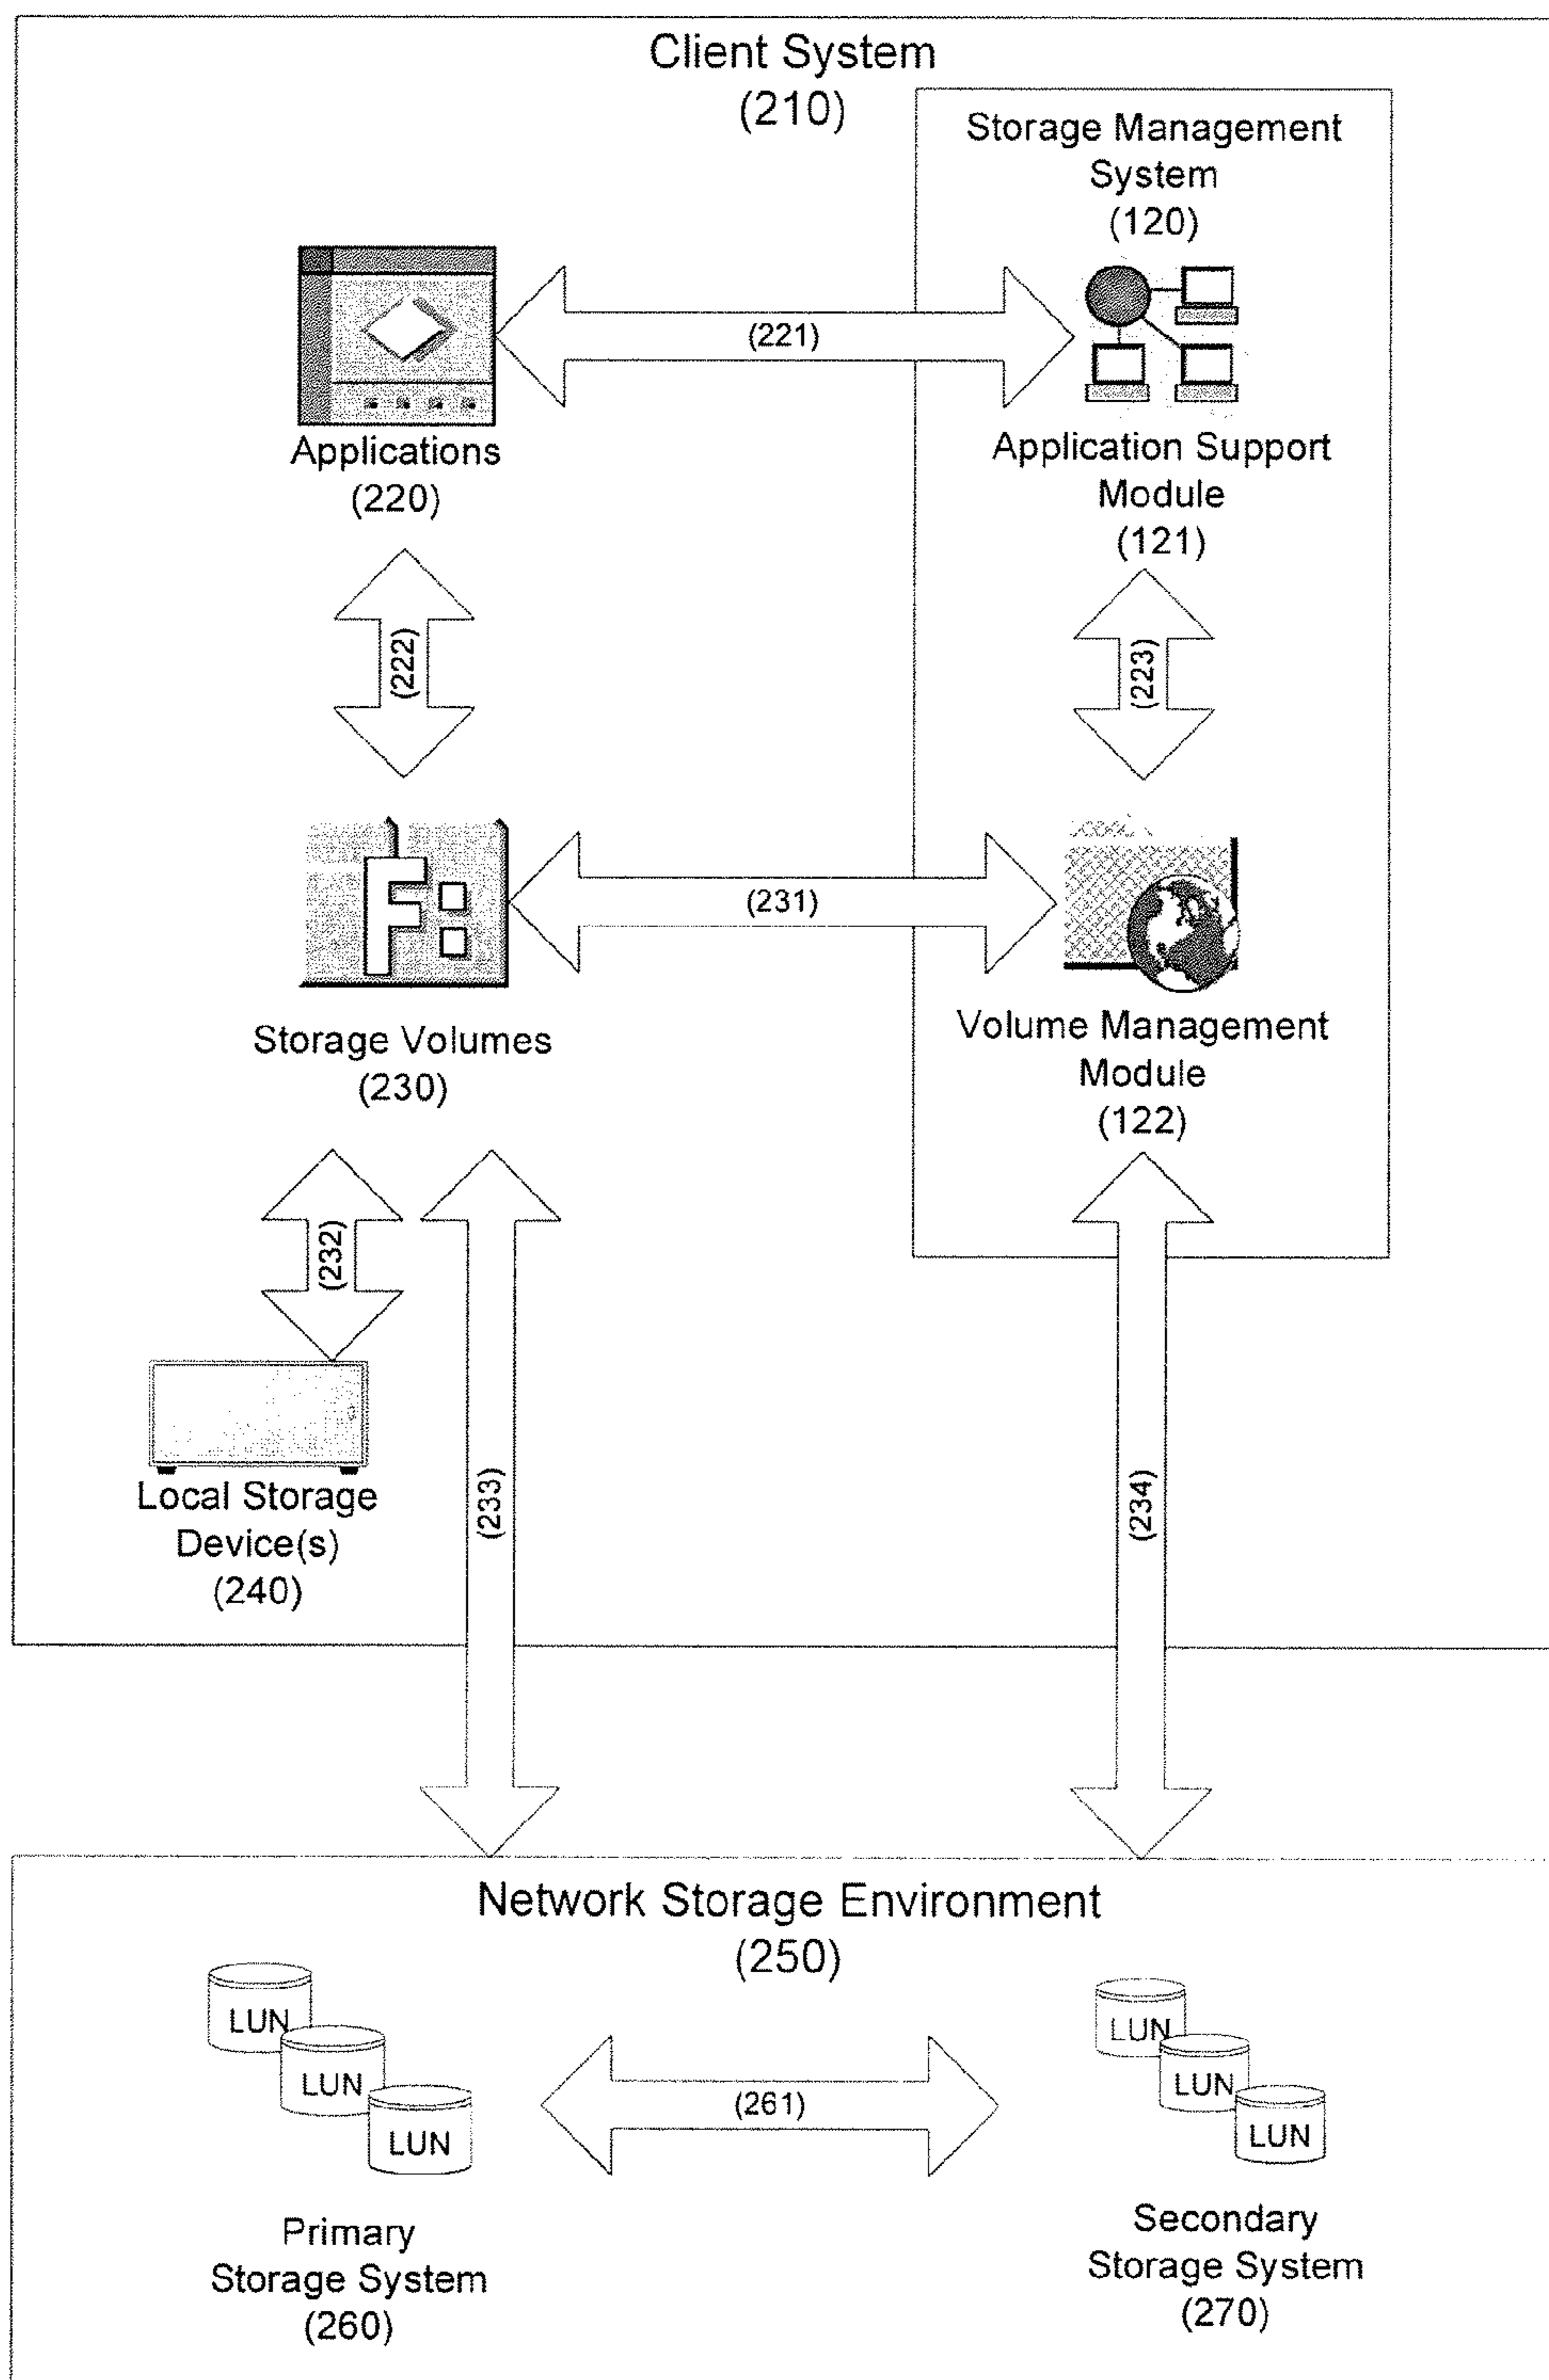 Client System
(210)
Storage Management
System
(120)
(221)
Applications
(220)
Application Support
Module
(121)
(222)
(223)
F:
(231)
Storage Volumes
(230)
Volume Management
Module
(122)
(232)
Local Storage
Device(s)
(240)
(233)
(234)
Network Storage Environment
(250)
LUN
LUN
LUN
(261)
LUN
LUN
LUN
Primary
Storage System
(260)
Secondary
Storage System
(270)